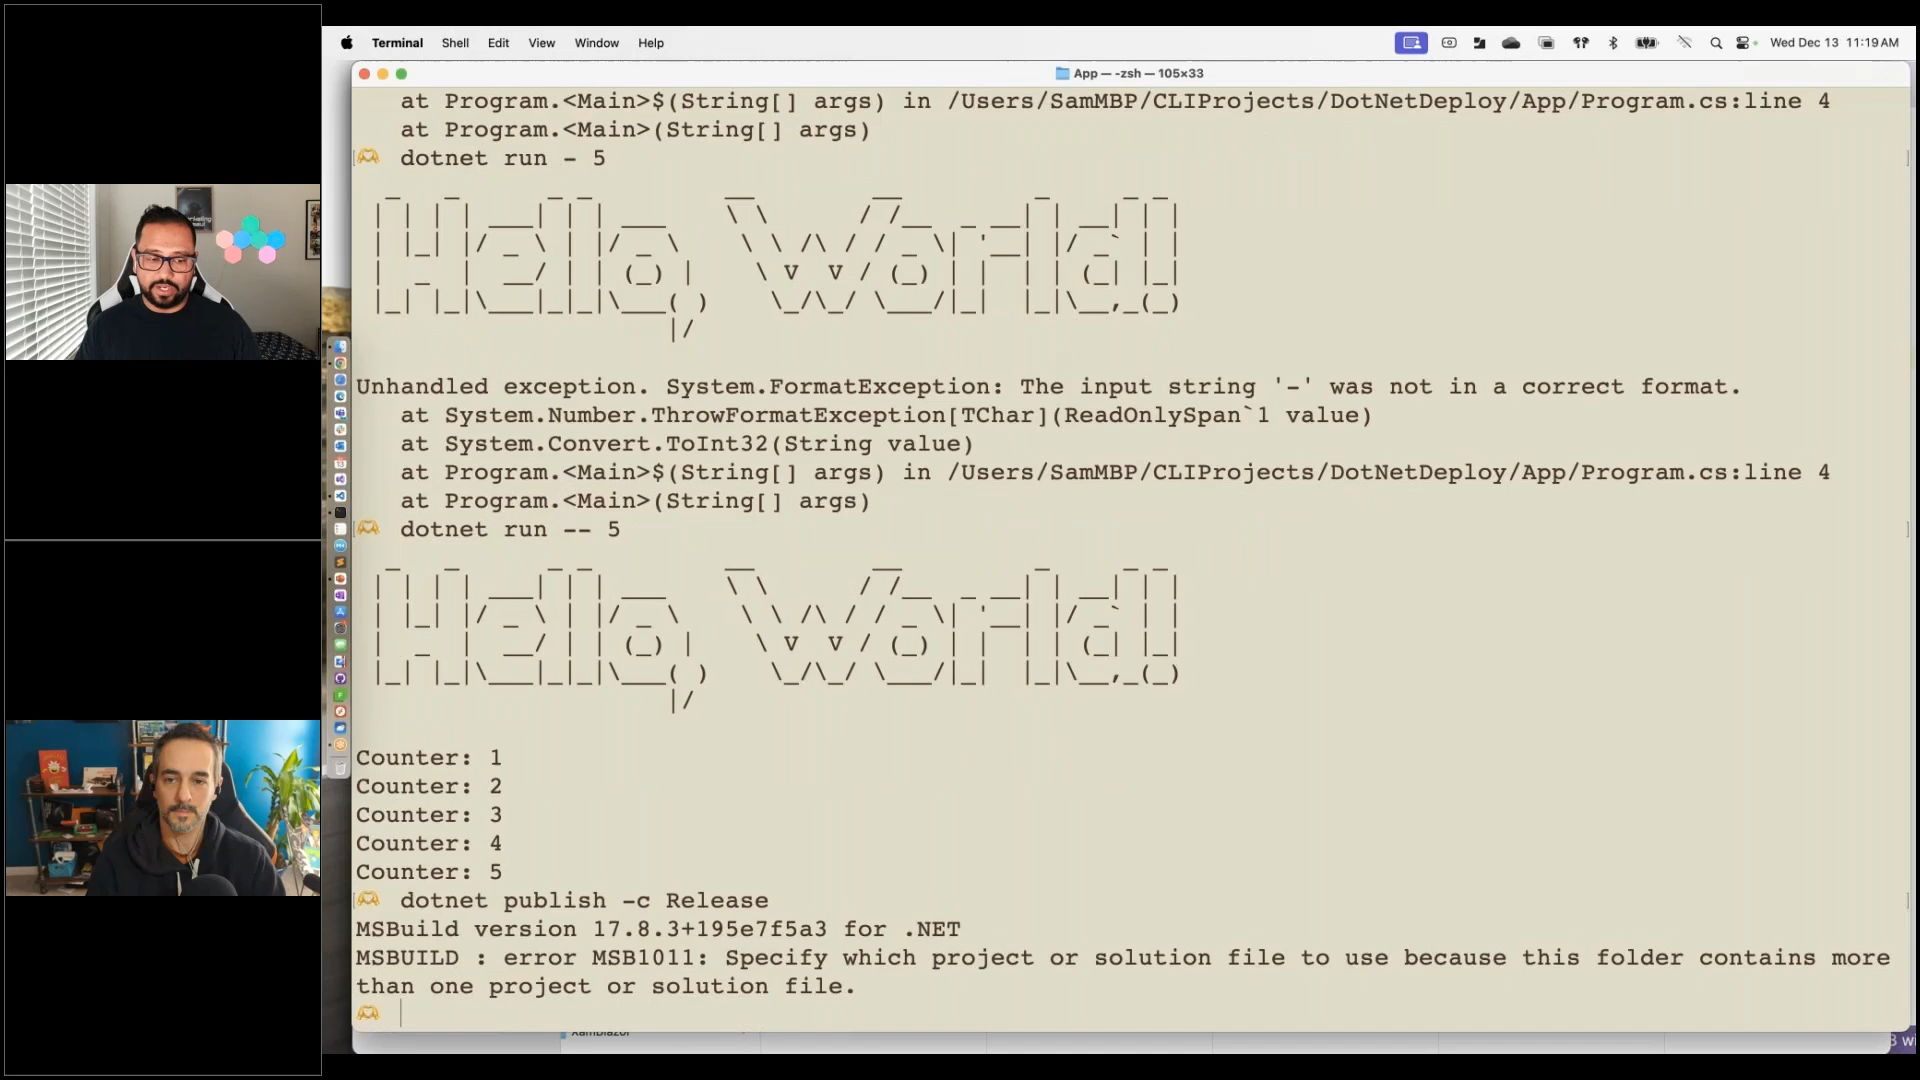 Terminal Shell Edit View Window Help Wed Dec 13 11:19 AM
App — -zsh — 105×33
at Program.<Main>$(String[] args) in /Users/SamMBP/CLIProjects/DotNetDeploy/App/Program.cs:line 4
at Program.<Main>(String[] args)
dotnet run - 5
Hello, World!
Unhandled exception. System.FormatException: The input string '-' was not in a correct format.
at System.Number.ThrowFormatException[TChar](ReadOnlySpan`1 value)
at System.Convert.ToInt32(String value)
at Program.<Main>$(String[] args) in /Users/SamMBP/CLIProjects/DotNetDeploy/App/Program.cs:line 4
at Program.<Main>(String[] args)
dotnet run -- 5
Hello, World!
Counter: 1
Counter: 2
Counter: 3
Counter: 4
Counter: 5
dotnet publish -c Release
MSBuild version 17.8.3+195e7f5a3 for .NET
MSBUILD : error MSB1011: Specify which project or solution file to use because this folder contains more
than one project or solution file.
XamBlazor